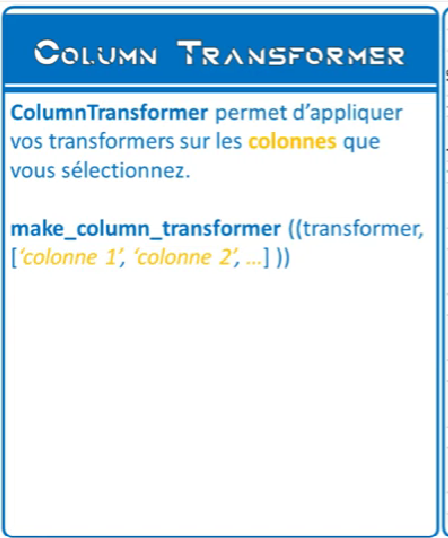 COLUMN TRANSFORMER
ColumnTransformer permet d’appliquer
vos transformers sur les colonnes que
vous sélectionnez.
make_column_transformer ((transformer,
[‘colonne 1’, ‘colonne 2’, ...] ))